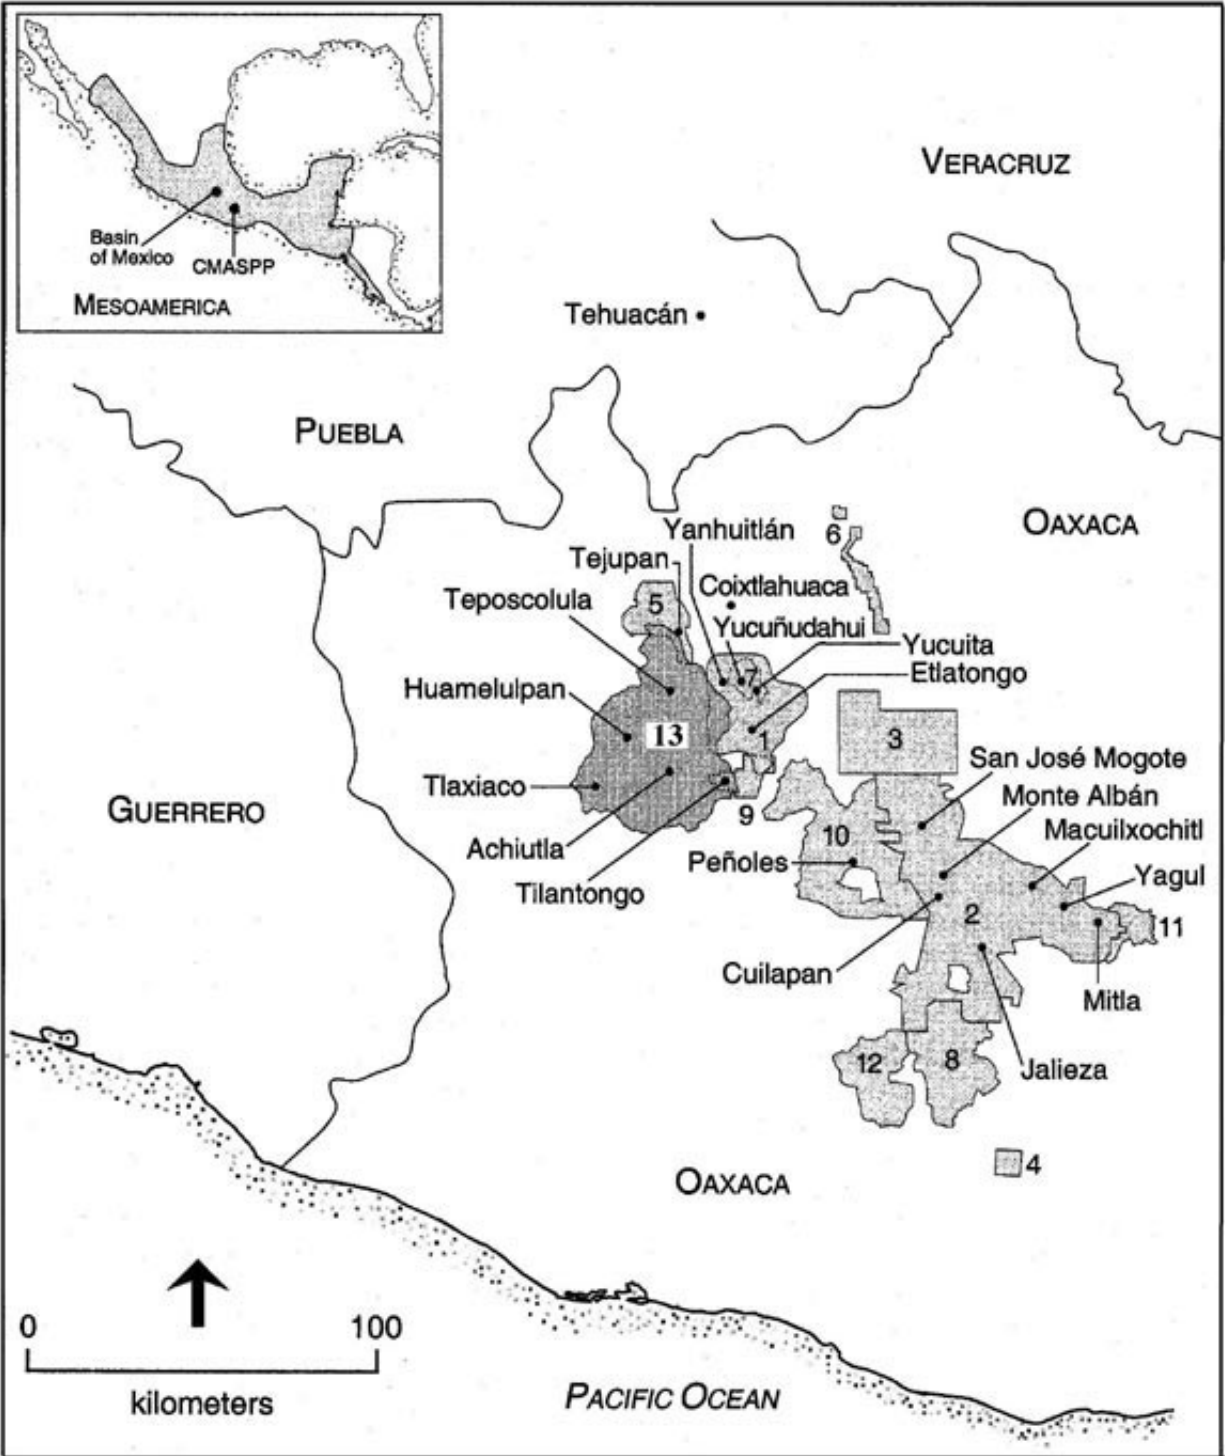 Basin
of Mexico
CMASPP
MESOAMERICA
VERACRUZ
Tehuacán
PUEBLA
OAXACA
Yanhuitlán
6
Tejupan
Coixtlahuaca
Teposcolula
5
Yucuñudahui
Yucuita
Etlatongo
7
Huamelulpan
13
1
3
San José Mogote
Tlaxiaco
Monte Albán
GUERRERO
9
Macuilxochitl
10
Achiutla
Peñoles
Yagul
Tilantongo
2
11
Cuilapan
Mitla
12
8
Jalieza
4
OAXACA
0
100
kilometers
PACIFIC OCEAN